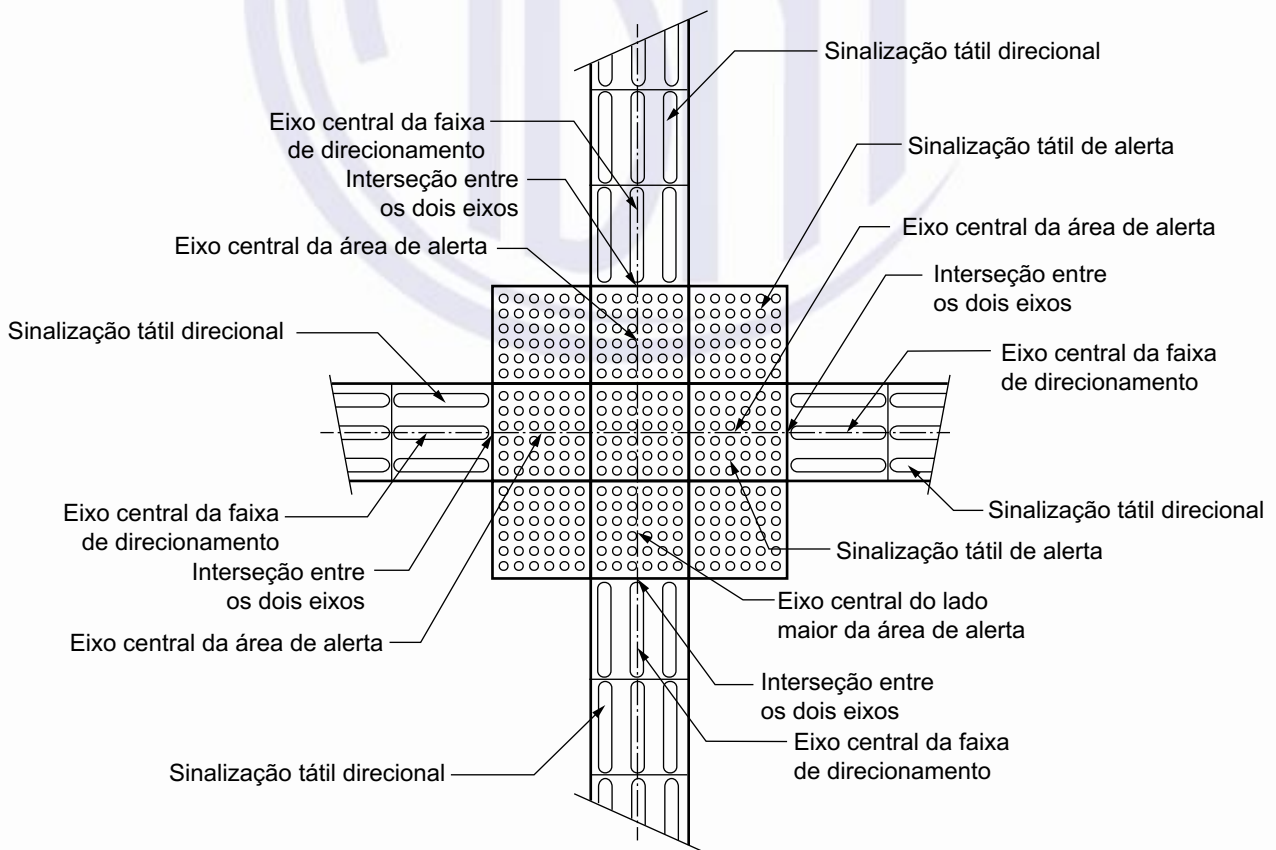 Sinalização tátil direcional
Eixo central da faixa
de direcionamento
Sinalização tátil de alerta
Interseção entre
os dois eixos
Eixo central da área de alerta
Eixo central da área de alerta
Interseção entre
os dois eixos
Sinalização tátil direcional
Eixo central da faixa
de direcionamento
Eixo central da faixa
de direcionamento
Sinalização tátil direcional
Sinalização tátil de alerta
Interseção entre
os dois eixos
Eixo central do lado
maior da área de alerta
Eixo central da área de alerta
Interseção entre
os dois eixos
Eixo central da faixa
de direcionamento
Sinalização tátil direcional